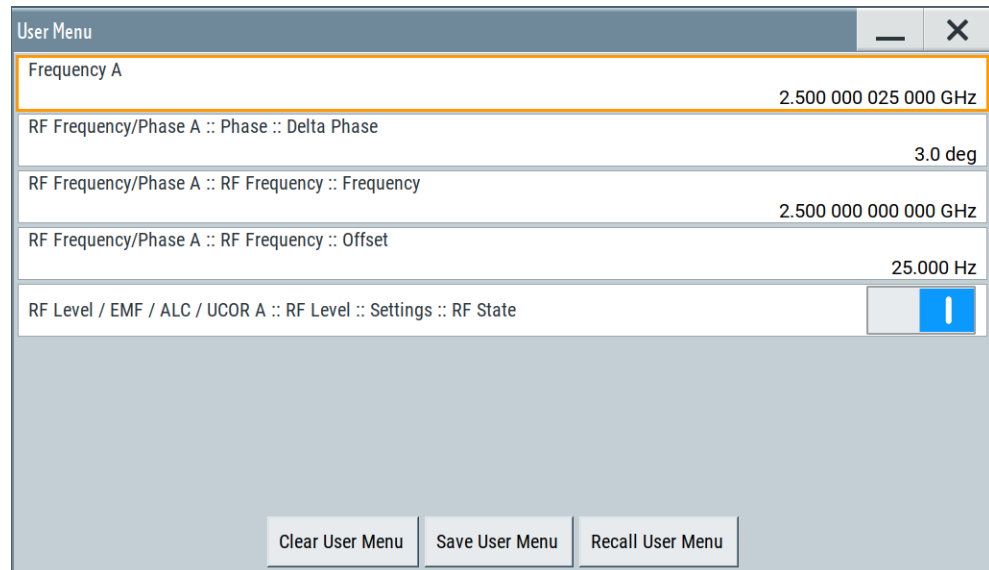 User Menu
Frequency A
2.500 000 025 000 GHz
RF Frequency/Phase A :: Phase :: Delta Phase
3.0 deg
RF Frequency/Phase A :: RF Frequency :: Frequency
2.500 000 000 000 GHz
RF Frequency/Phase A :: RF Frequency :: Offset
25.000 Hz
RF Level / EMF / ALC / UCOR A :: RF Level :: Settings :: RF State
Clear User Menu Save User Menu Recall User Menu